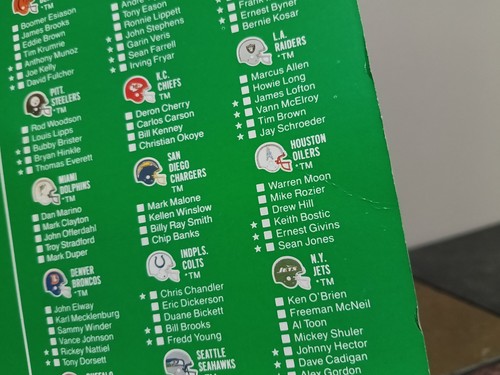 Boomer Esiason
James Brooks
Eddie Brown
Tim Krumrie
★ Anthony Muñoz
★ Joe Kelly
★ David Fulcher
PIT.
STEELERS
™
Rod Woodson
Louis Lipps
★ Bubby Brister
★ Bryan Hinkle
★ Thomas Everett
MIAMI
DOLPHINS
™
Dan Marino
Mark Clayton
John Offerdahl
Troy Stradford
Mark Duper
DENVER
BRONCOS
™
John Elway
Karl Mecklenburg
Sammy Winder
Vance Johnson
★ Rickey Nattiel
★ Tony Dorsett
Tony Eason
Ronnie Lippett
★ John Stephens
★ Garin Veris
★ Sean Farrell
★ Irving Fryar
K.C.
CHIEFS
™
Deron Cherry
Carlos Carson
Bill Kenney
Christian Okoye
SAN
DIEGO
CHARGERS
TM
Mark Malone
Kellen Winslow
Billy Ray Smith
Chip Banks
INDPLS.
COLTS
™
★ Chris Chandler
Eric Dickerson
Duane Bickett
★ Bill Brooks
★ Fredd Young
SEATTLE
SEAHAWKS
™
★ Ernest Byner
★ Bernie Kosar
L.A.
RAIDERS
™
Marcus Allen
Howie Long
James Lofton
★ Vann McElroy
★ Tim Brown
★ Jay Schroeder
HOUSTON
OILERS
™
Warren Moon
Mike Rozier
Drew Hill
★ Keith Bostic
★ Ernest Givins
★ Sean Jones
N.Y.
JETS
™
JETS
Ken O'Brien
Freeman McNeil
Al Toon
Mickey Shuler
★ Johnny Hector
★ Dave Cadigan
★ Alex Gordon